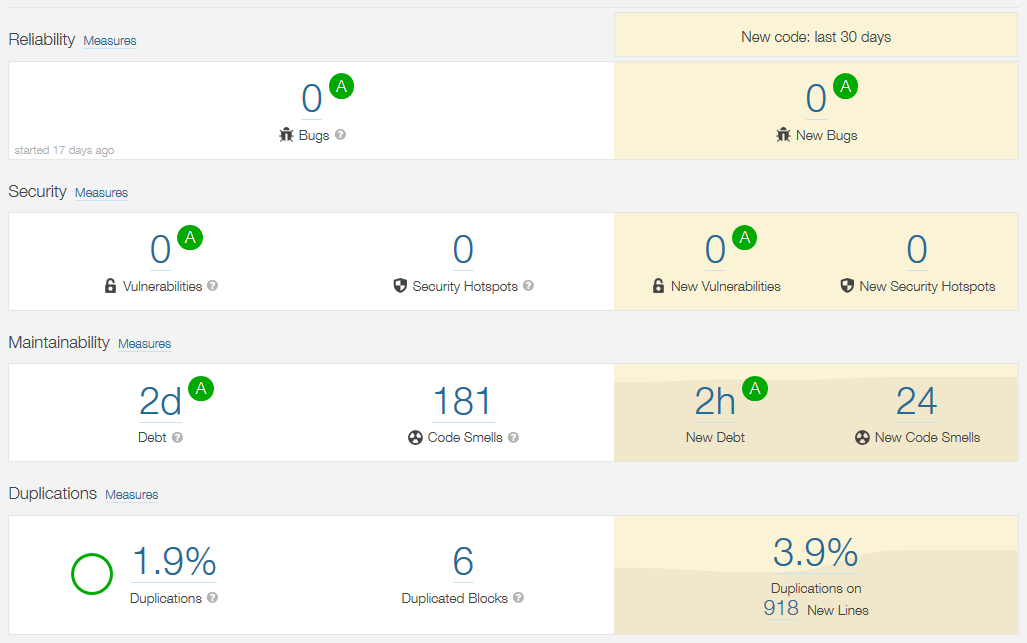 Reliability Measures
New code: last 30 days
0 A
Bugs ?
started 17 days ago
0 A
New Bugs
Security Measures
0 A
Vulnerabilities ?
0
Security Hotspots ?
0 A
New Vulnerabilities
0
New Security Hotspots
Maintainability Measures
2d A
Debt ?
181
Code Smells ?
2h A
New Debt
24
New Code Smells
Duplications Measures
1.9%
Duplications ?
6
Duplicated Blocks ?
3.9%
Duplications on
918 New Lines